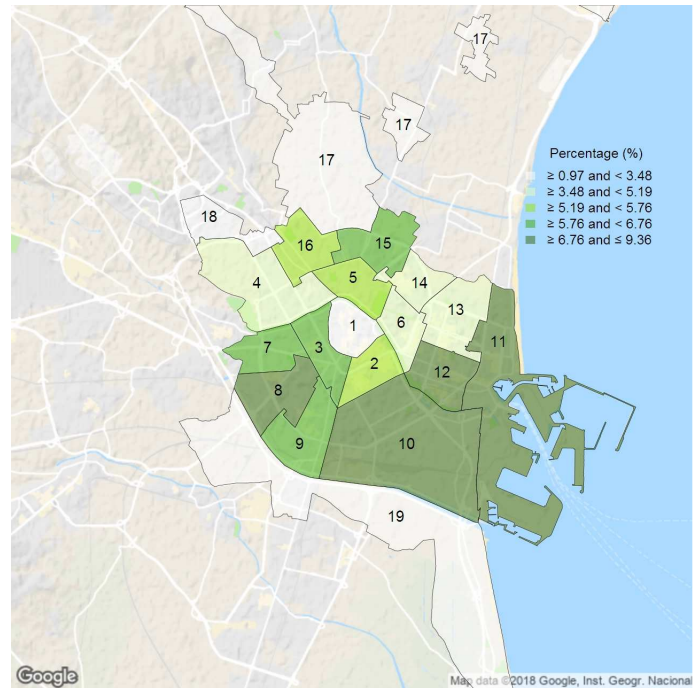 17
17
17
Percentage (%)
≥ 0.97 and < 3.48
≥ 3.48 and < 5.19
≥ 5.19 and < 5.76
≥ 5.76 and < 6.76
≥ 6.76 and ≤ 9.36
18
16
15
4
5
14
13
1
6
7
3
11
2
12
8
9
10
19
Google
Map data ©2018 Google, Inst. Geogr. Nacional